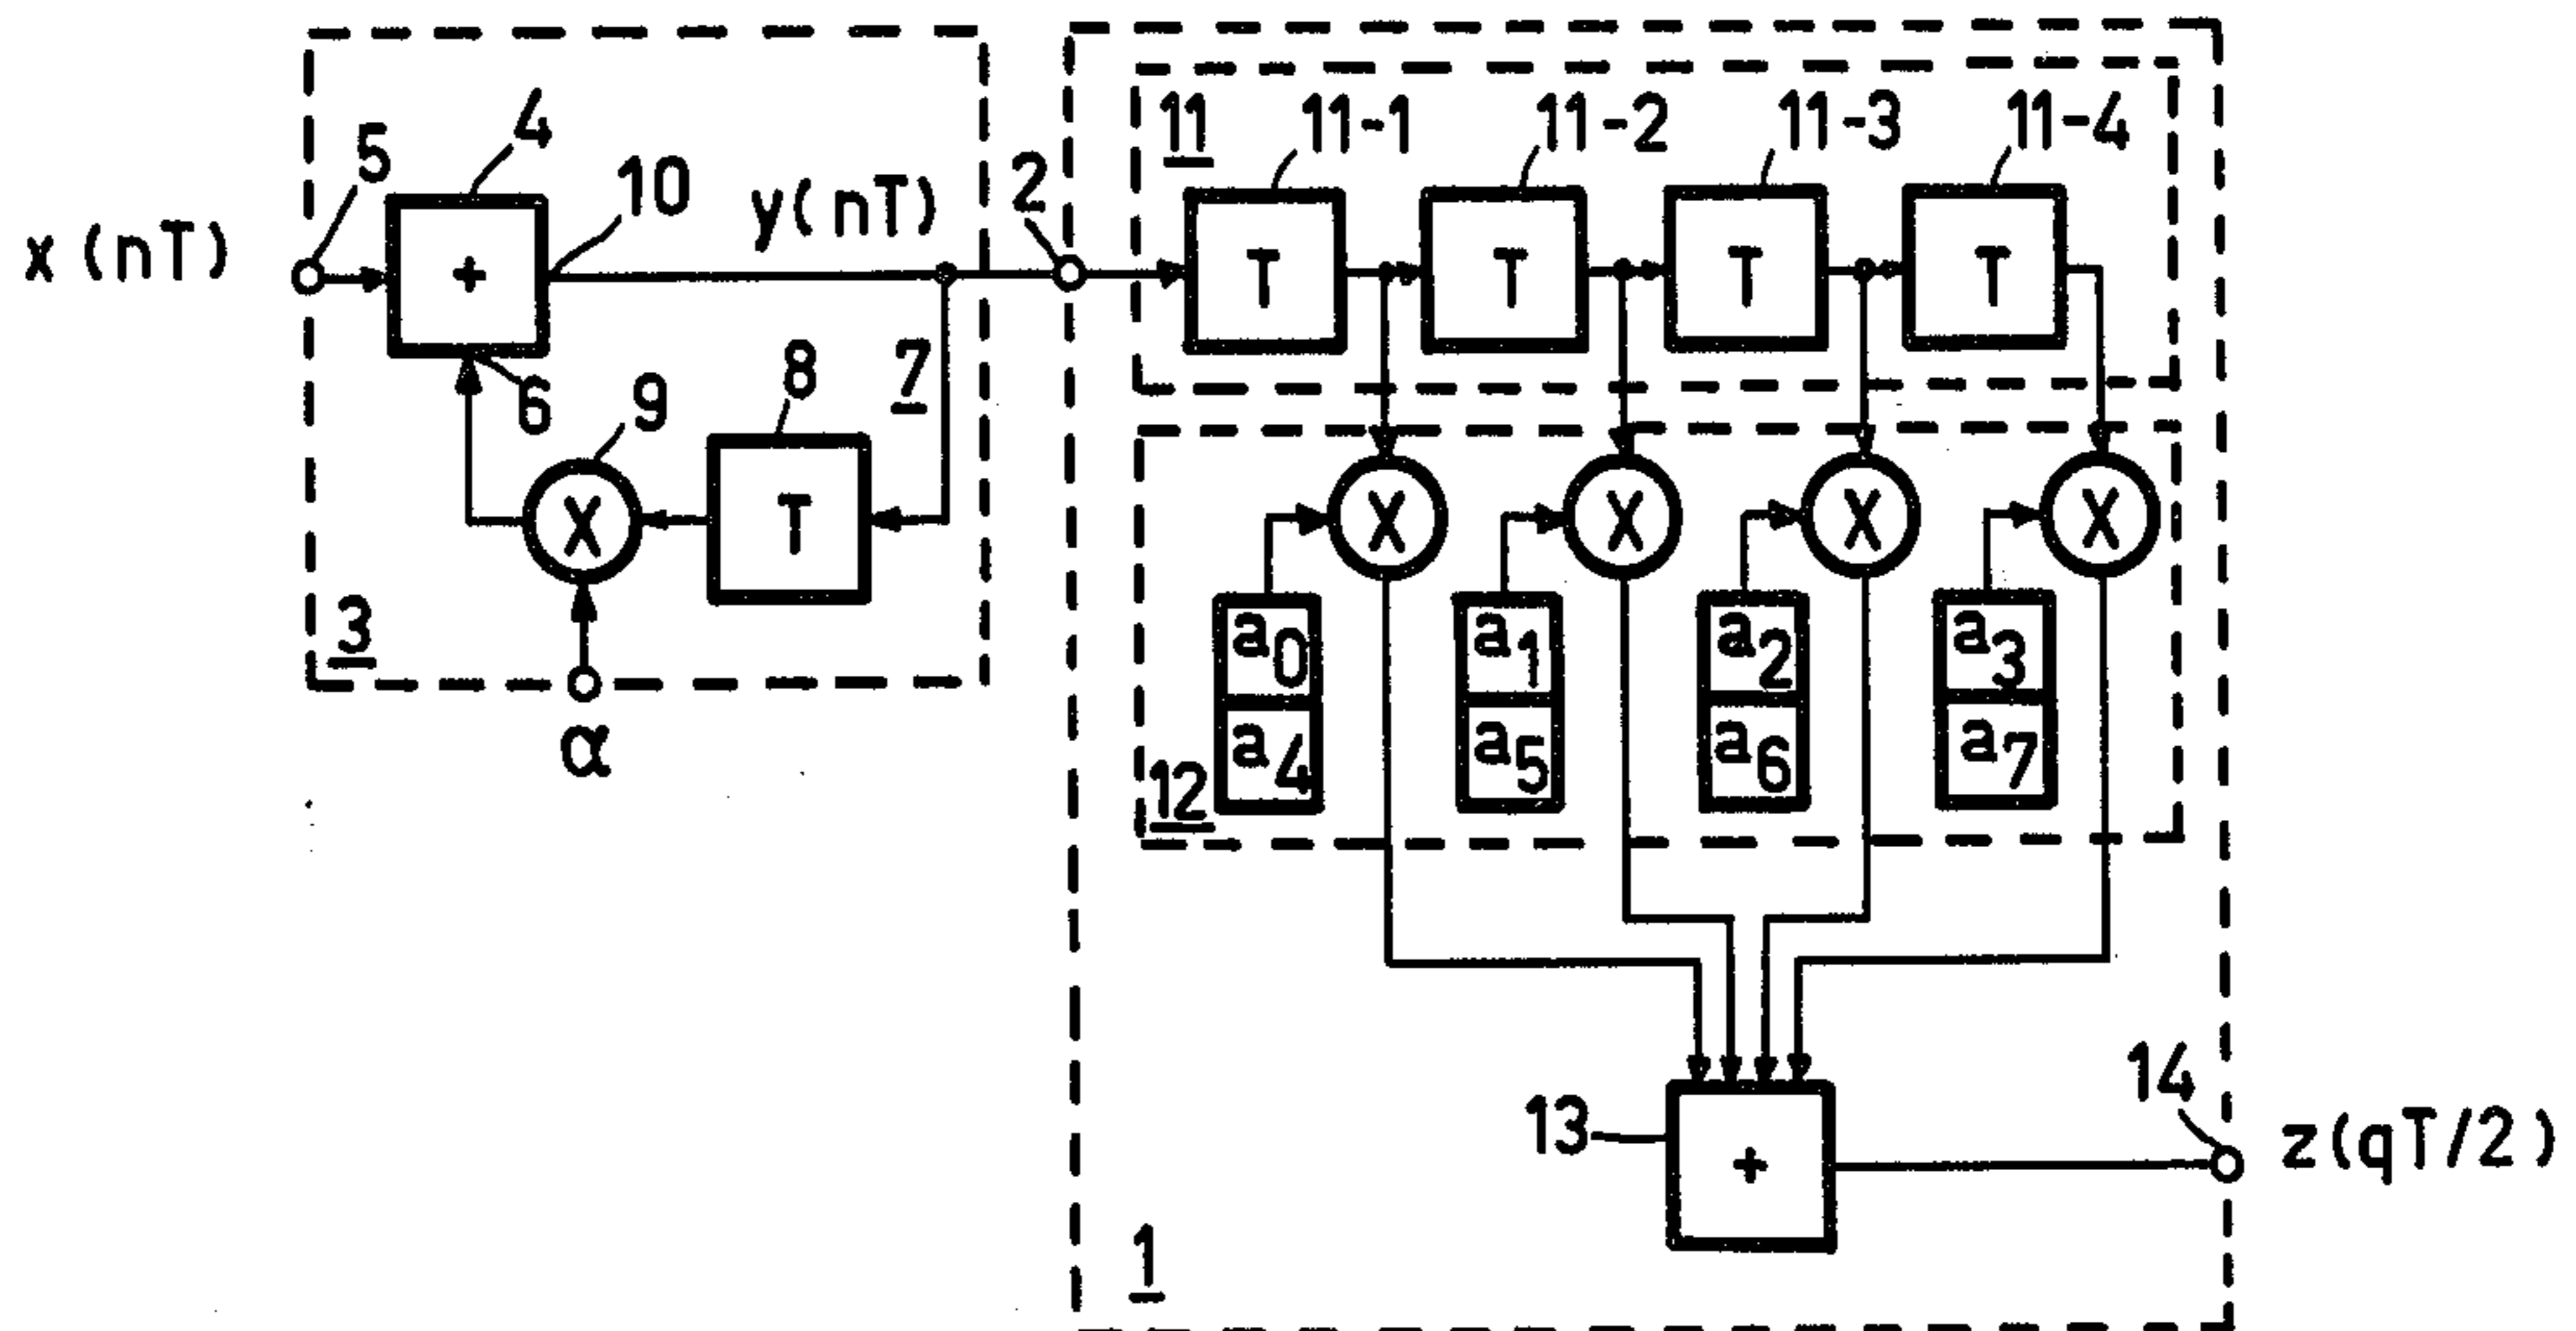 11 11-1 11-2 11-3 11-4
5 4 10 y(nT) 2
x(nT) + T T T T
6 9 8 7
X T X X X X
3 a0 a1 a2 a3
α 12 a4 a5 a6 a7
13 + 14 z(qT/2)
1